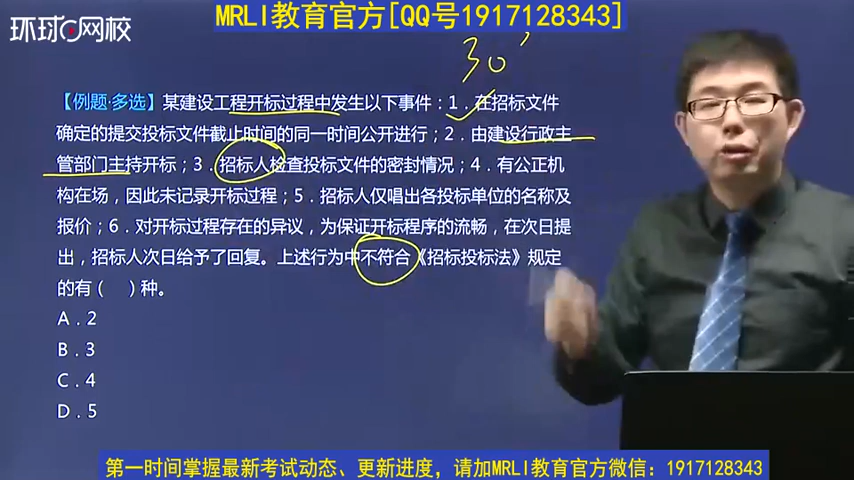 MRLI教育官方[QQ号1917128343]
环球网校
30'
【例题·多选】某建设工程开标过程中发生以下事件：1．在招标文件
确定的提交投标文件截止时间的同一时间公开进行；2．由建设行政主
管部门主持开标；3．招标人检查投标文件的密封情况；4．有公正机
构在场，因此未记录开标过程；5．招标人仅唱出各投标单位的名称及
报价；6．对开标过程存在的异议，为保证开标程序的流畅，在次日提
出，招标人次日给予了回复。上述行为中不符合《招标投标法》规定
的有（　）种。
A．2
B．3
C．4
D．5
第一时间掌握最新考试动态、更新进度，请加MRLI教育官方微信：1917128343